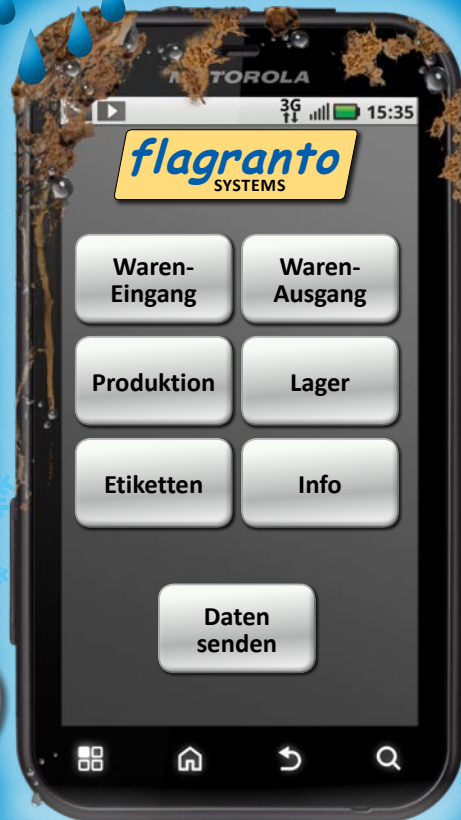 MOTOROLA
3G 15:35
flagranto
SYSTEMS
Waren-
Eingang
Waren-
Ausgang
Produktion
Lager
Etiketten
Info
Daten
senden